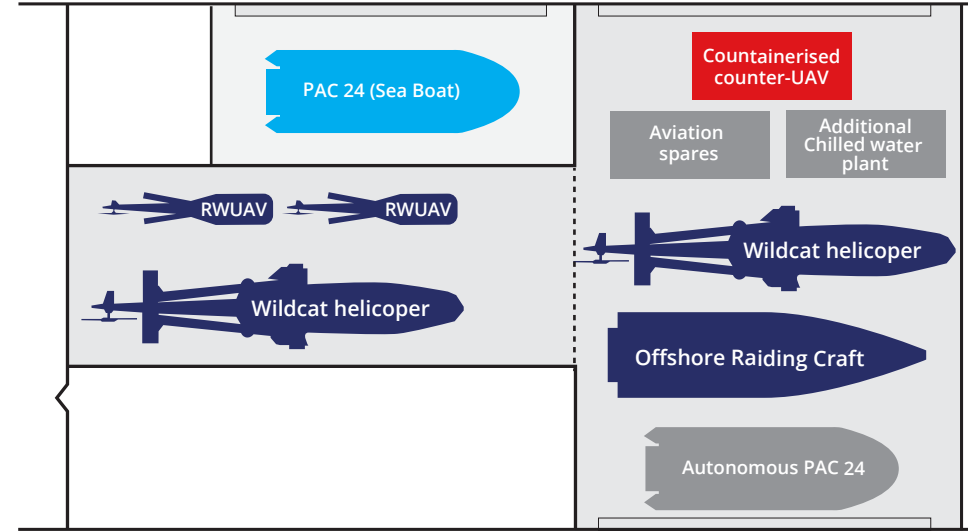 PAC 24 (Sea Boat)
Countainerised
counter-UAV
Aviation
spares
Additional
Chilled water
plant
RWUAV
RWUAV
Wildcat helicoper
Wildcat helicoper
Offshore Raiding Craft
Autonomous PAC 24